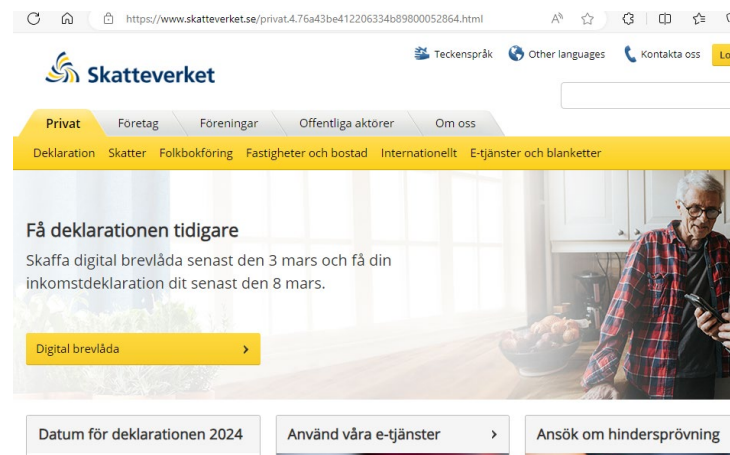 https://www.skatteverket.se/privat.4.76a43be412206334b89800052864.html
Teckenspråk Other languages Kontakta oss
Skatteverket
Privat Företag Föreningar Offentliga aktörer Om oss
Deklaration Skatter Folkbokföring Fastigheter och bostad Internationellt E-tjänster och blanketter
Få deklarationen tidigare
Skaffa digital brevlåda senast den 3 mars och få din
inkomstdeklaration dit senast den 8 mars.
Digital brevlåda
Datum för deklarationen 2024 Använd våra e-tjänster Ansök om hindersprövning